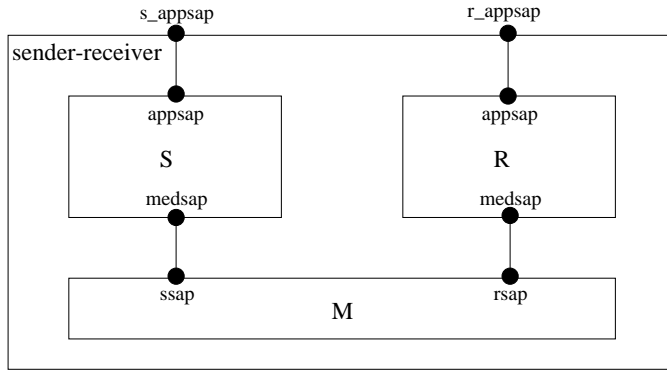 s_appsap r_appsap
sender-receiver
appsap appsap
S R
medsap medsap
ssap rsap
M